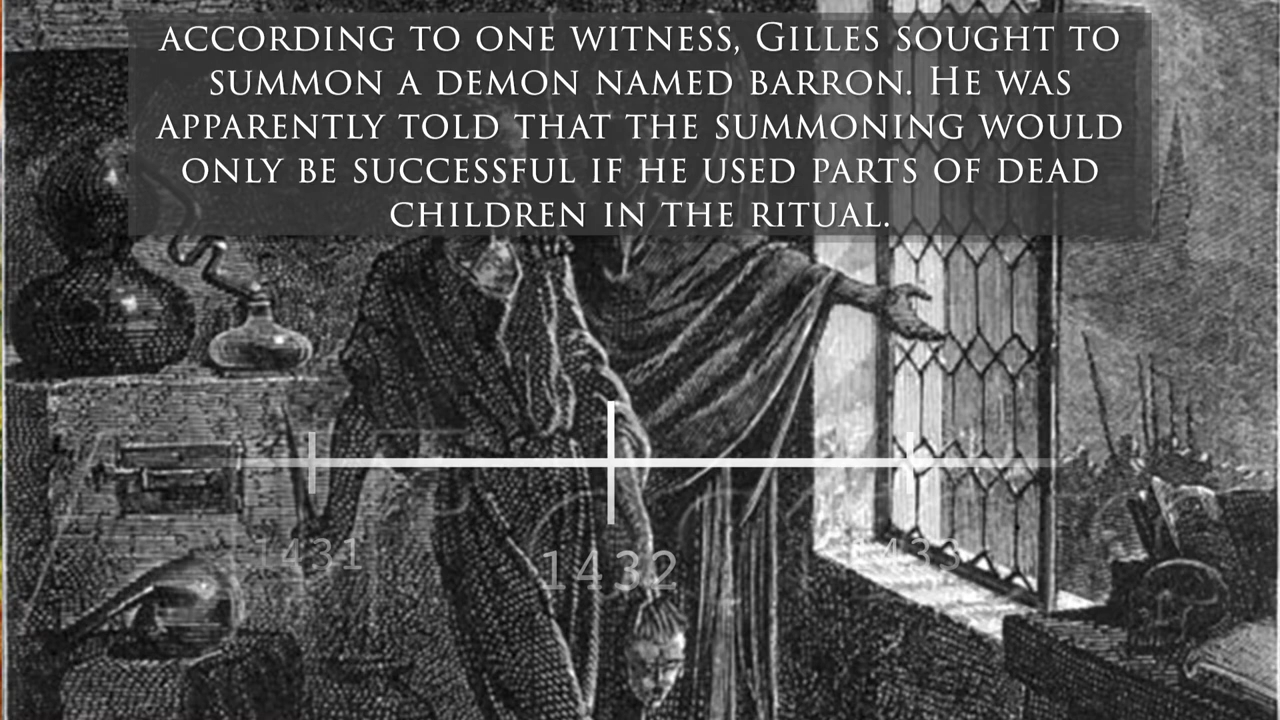 According to one witness, Gilles sought to
summon a demon named Barron. He was
apparently told that the summoning would
only be successful if he used parts of dead
children in the ritual.
1431
1432
1433